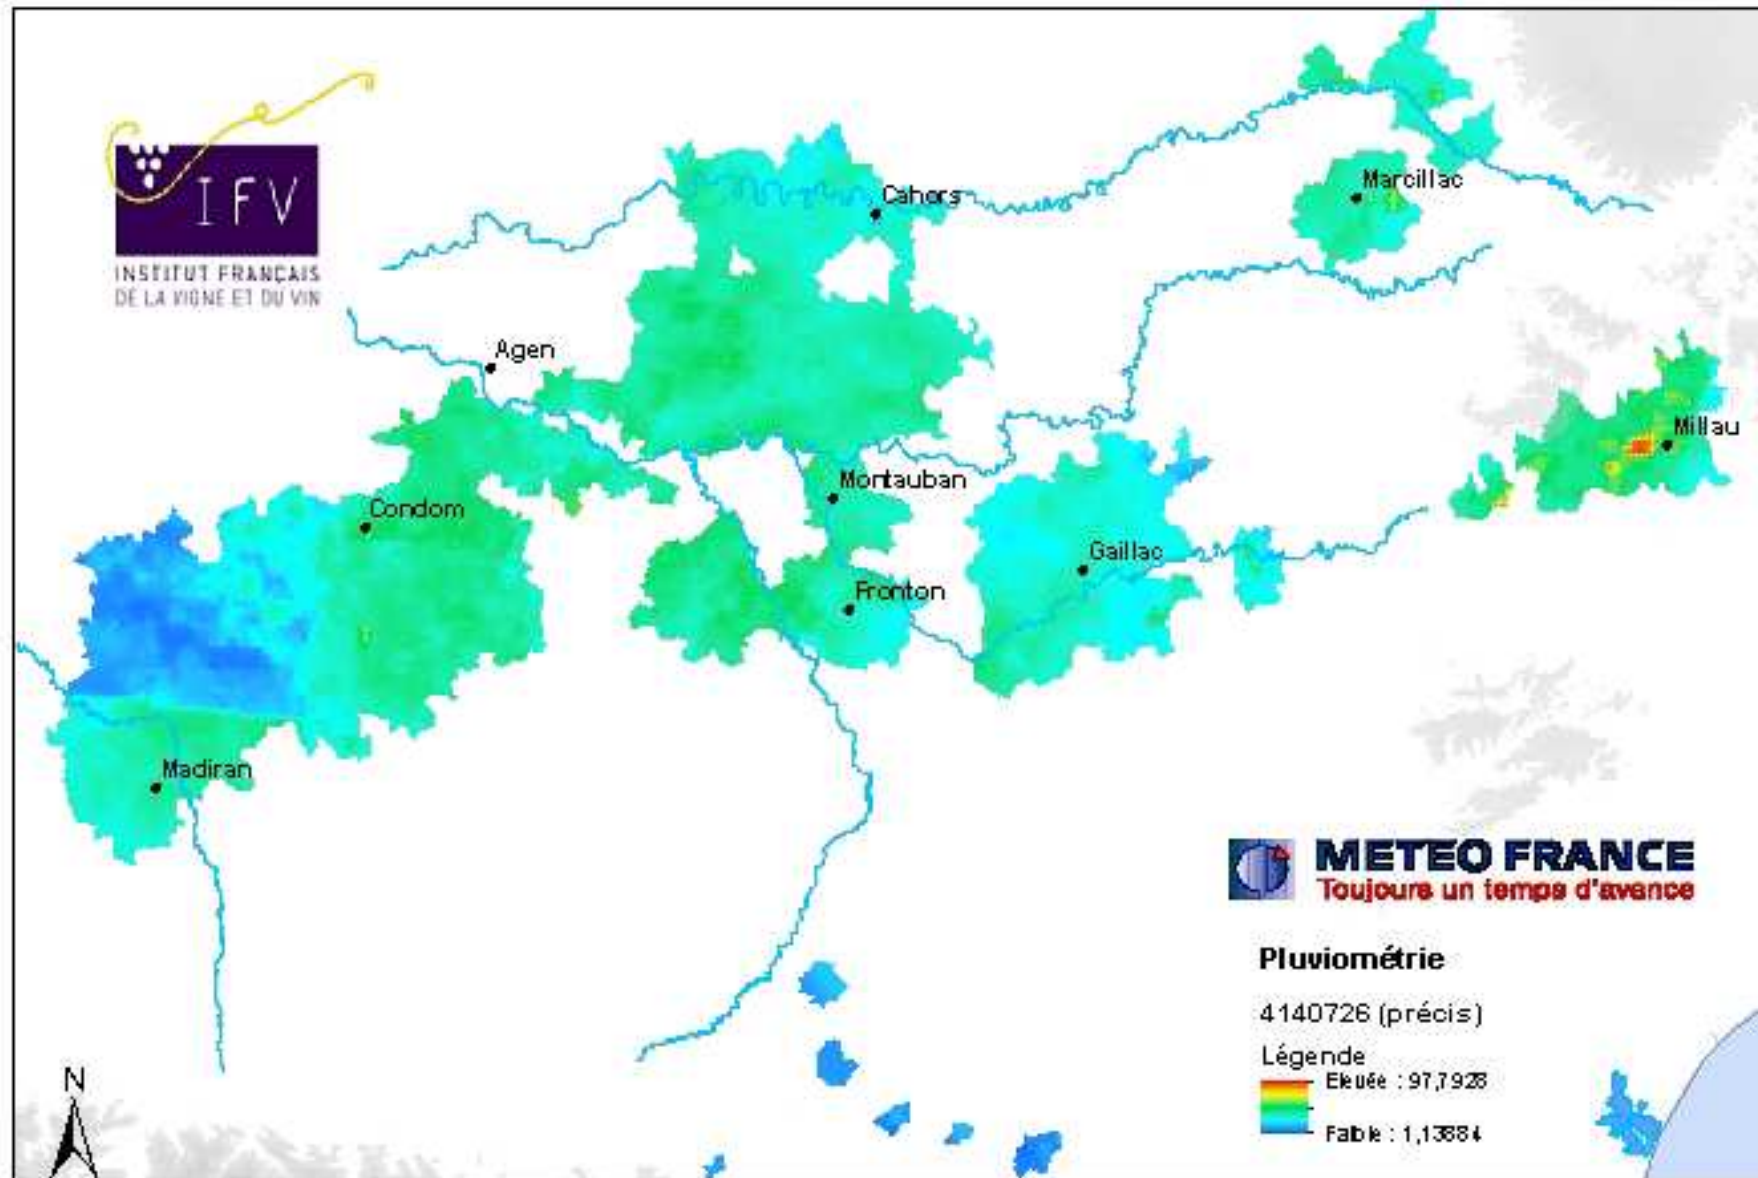 I F V
INSTITUT FRANÇAIS
DE LA VIGNE ET DU VIN
Cahors
Marcillac
Agen
Millau
Montauban
Condom
Gaillac
Fronton
Madiran
METEO FRANCE
Toujours un temps d'avance
Pluviométrie
4140726 (précis)
Légende
Elevée : 97,7928
Faible : 1,13884
N